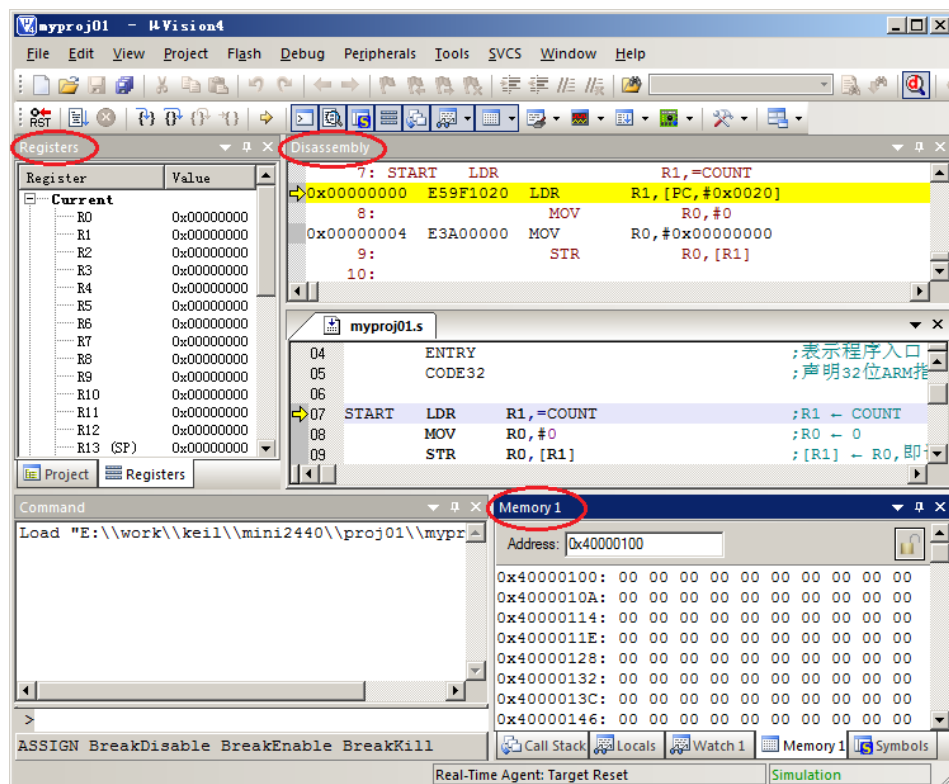 myproj01 - μVision4
File Edit View Project Flash Debug Peripherals Tools SVCS Window Help
RST
Registers
Register Value
Current
R0 0x00000000
R1 0x00000000
R2 0x00000000
R3 0x00000000
R4 0x00000000
R5 0x00000000
R6 0x00000000
R7 0x00000000
R8 0x00000000
R9 0x00000000
R10 0x00000000
R11 0x00000000
R12 0x00000000
R13 (SP) 0x00000000
Project Registers
Disassembly
7: START LDR R1,=COUNT
0x00000000 E59F1020 LDR R1,[PC,#0x0020]
8: MOV R0,#0
0x00000004 E3A00000 MOV R0,#0x00000000
9: STR R0,[R1]
10:
myproj01.s
04 ENTRY ;表示程序入口
05 CODE32 ;声明32位ARM指
06
07 START LDR R1,=COUNT ;R1 ← COUNT
08 MOV R0,#0 ;R0 ← 0
09 STR R0,[R1] ;[R1] ← R0,即
Command
Load "E:\\work\\keil\\mini2440\\proj01\\mypr
>
ASSIGN BreakDisable BreakEnable BreakKill
Memory 1
Address: 0x40000100
0x40000100: 00 00 00 00 00 00 00 00 00 00
0x4000010A: 00 00 00 00 00 00 00 00 00 00
0x40000114: 00 00 00 00 00 00 00 00 00 00
0x4000011E: 00 00 00 00 00 00 00 00 00 00
0x40000128: 00 00 00 00 00 00 00 00 00 00
0x40000132: 00 00 00 00 00 00 00 00 00 00
0x4000013C: 00 00 00 00 00 00 00 00 00 00
0x40000146: 00 00 00 00 00 00 00 00 00 00
Call Stack Locals Watch 1 Memory 1 Symbols
Real-Time Agent: Target Reset Simulation